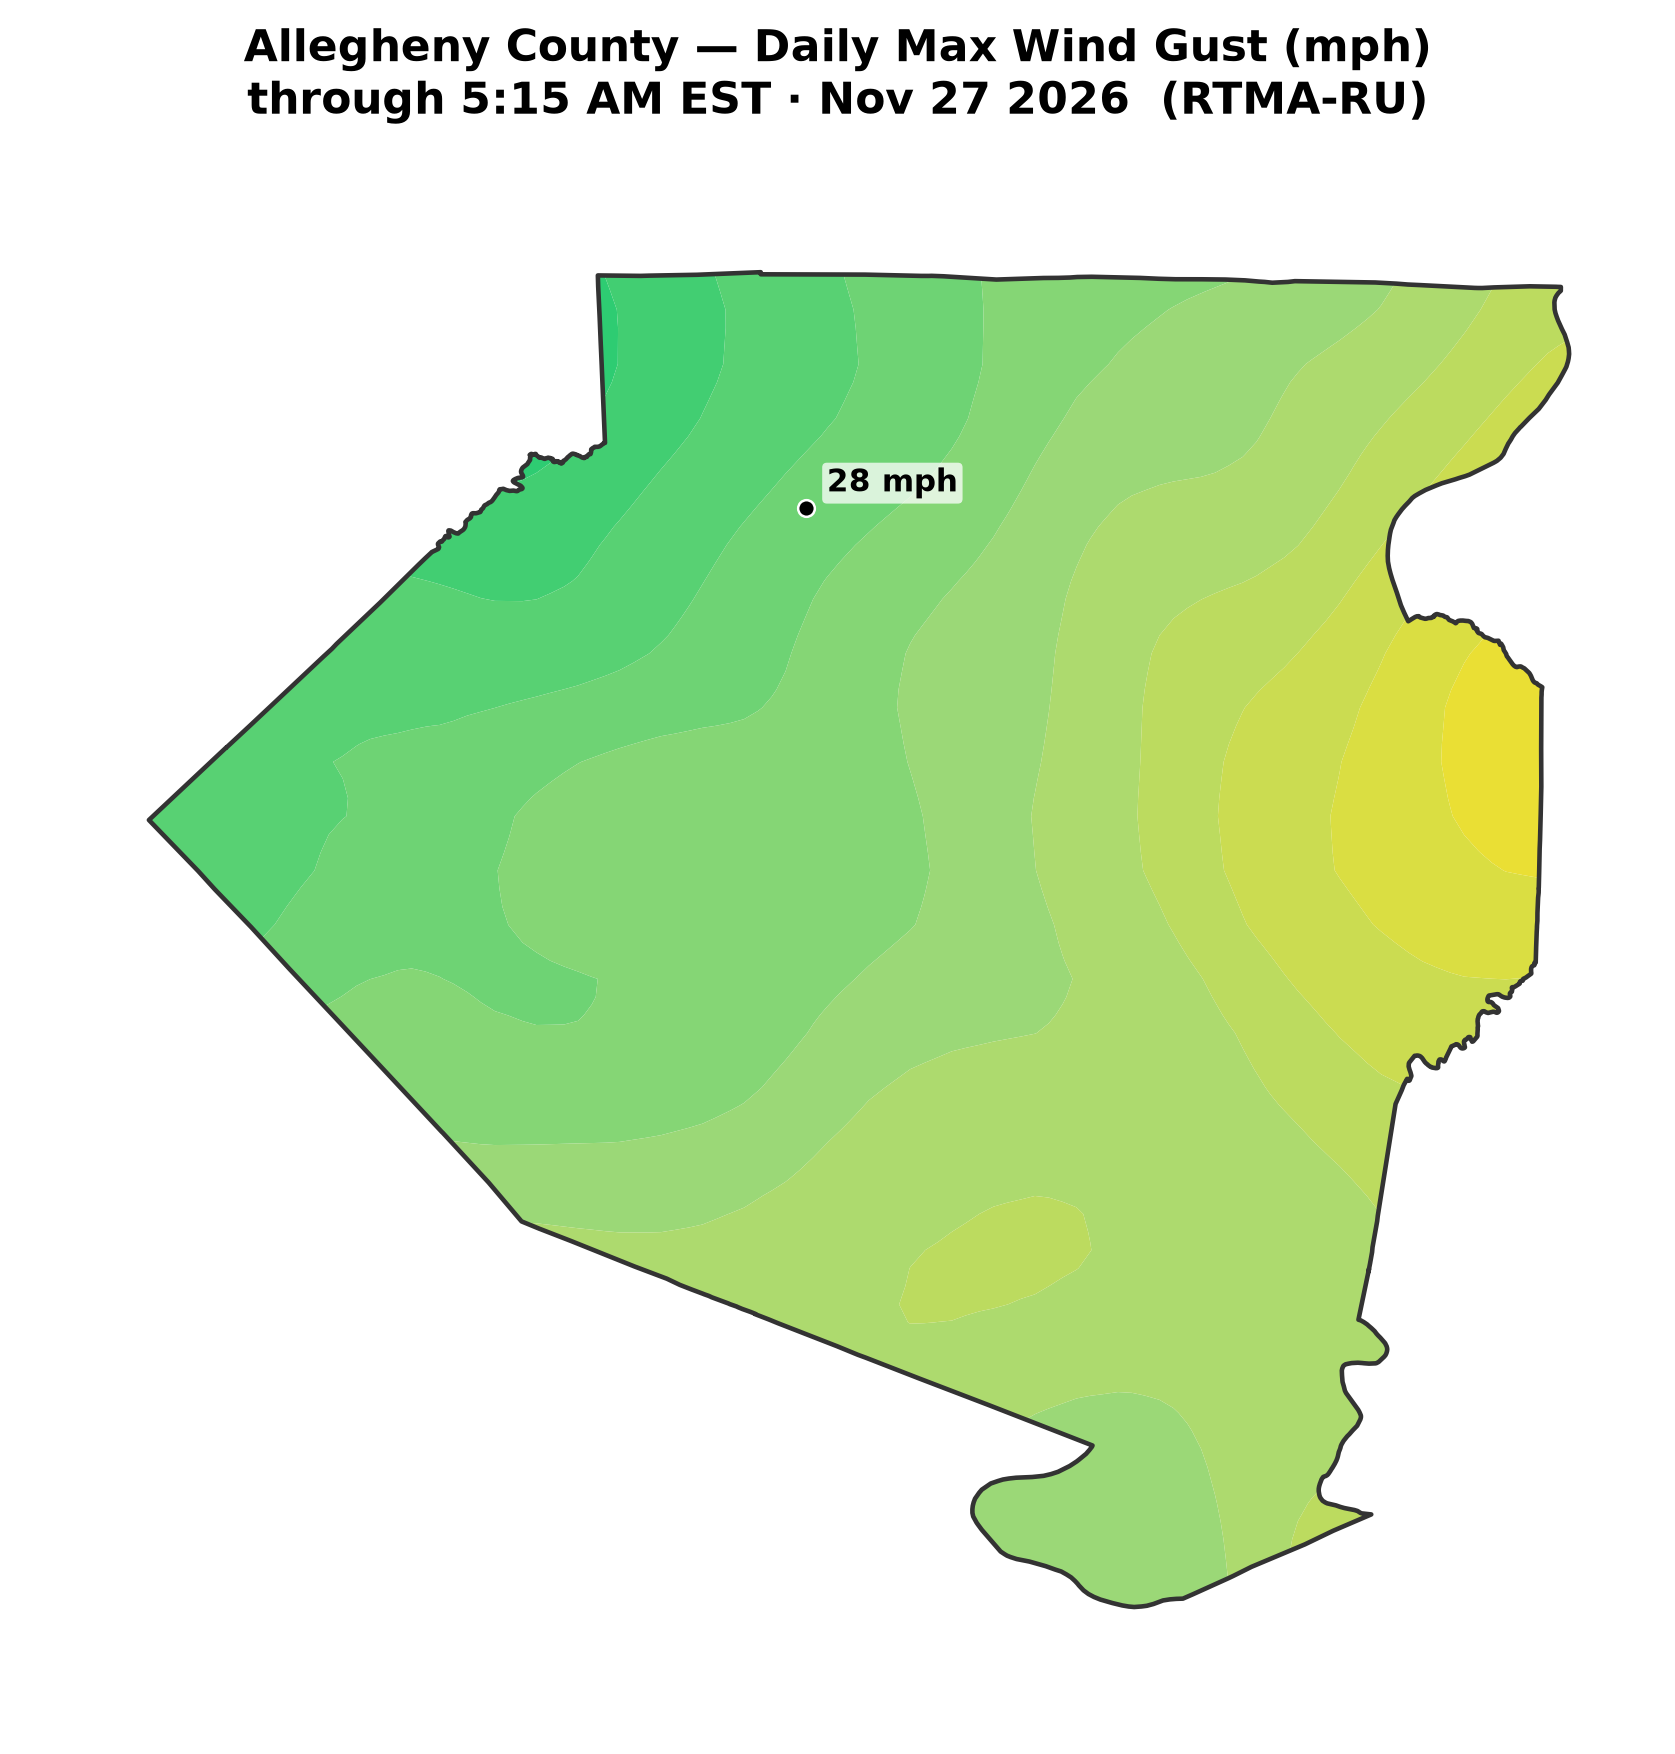 Allegheny County — Daily Max Wind Gust (mph)
through 5:15 AM EST · Nov 27 2026 (RTMA-RU)
28 mph